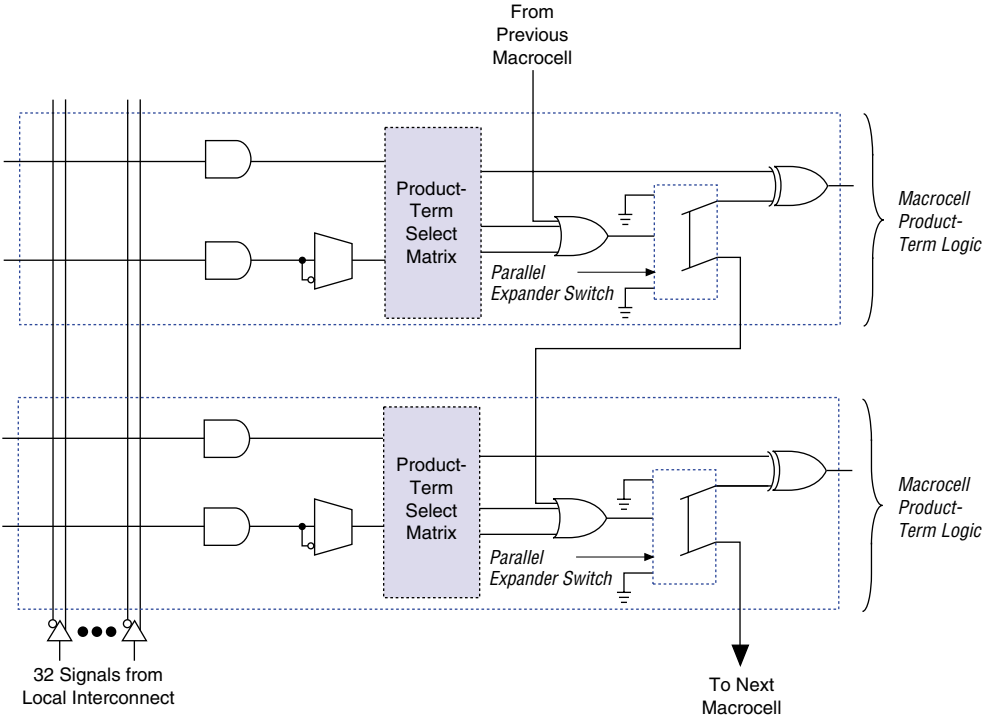 From
Previous
Macrocell
Product-
Term
Select
Matrix
Parallel
Expander Switch
Macrocell
Product-
Term Logic
Product-
Term
Select
Matrix
Parallel
Expander Switch
Macrocell
Product-
Term Logic
32 Signals from
Local Interconnect
To Next
Macrocell